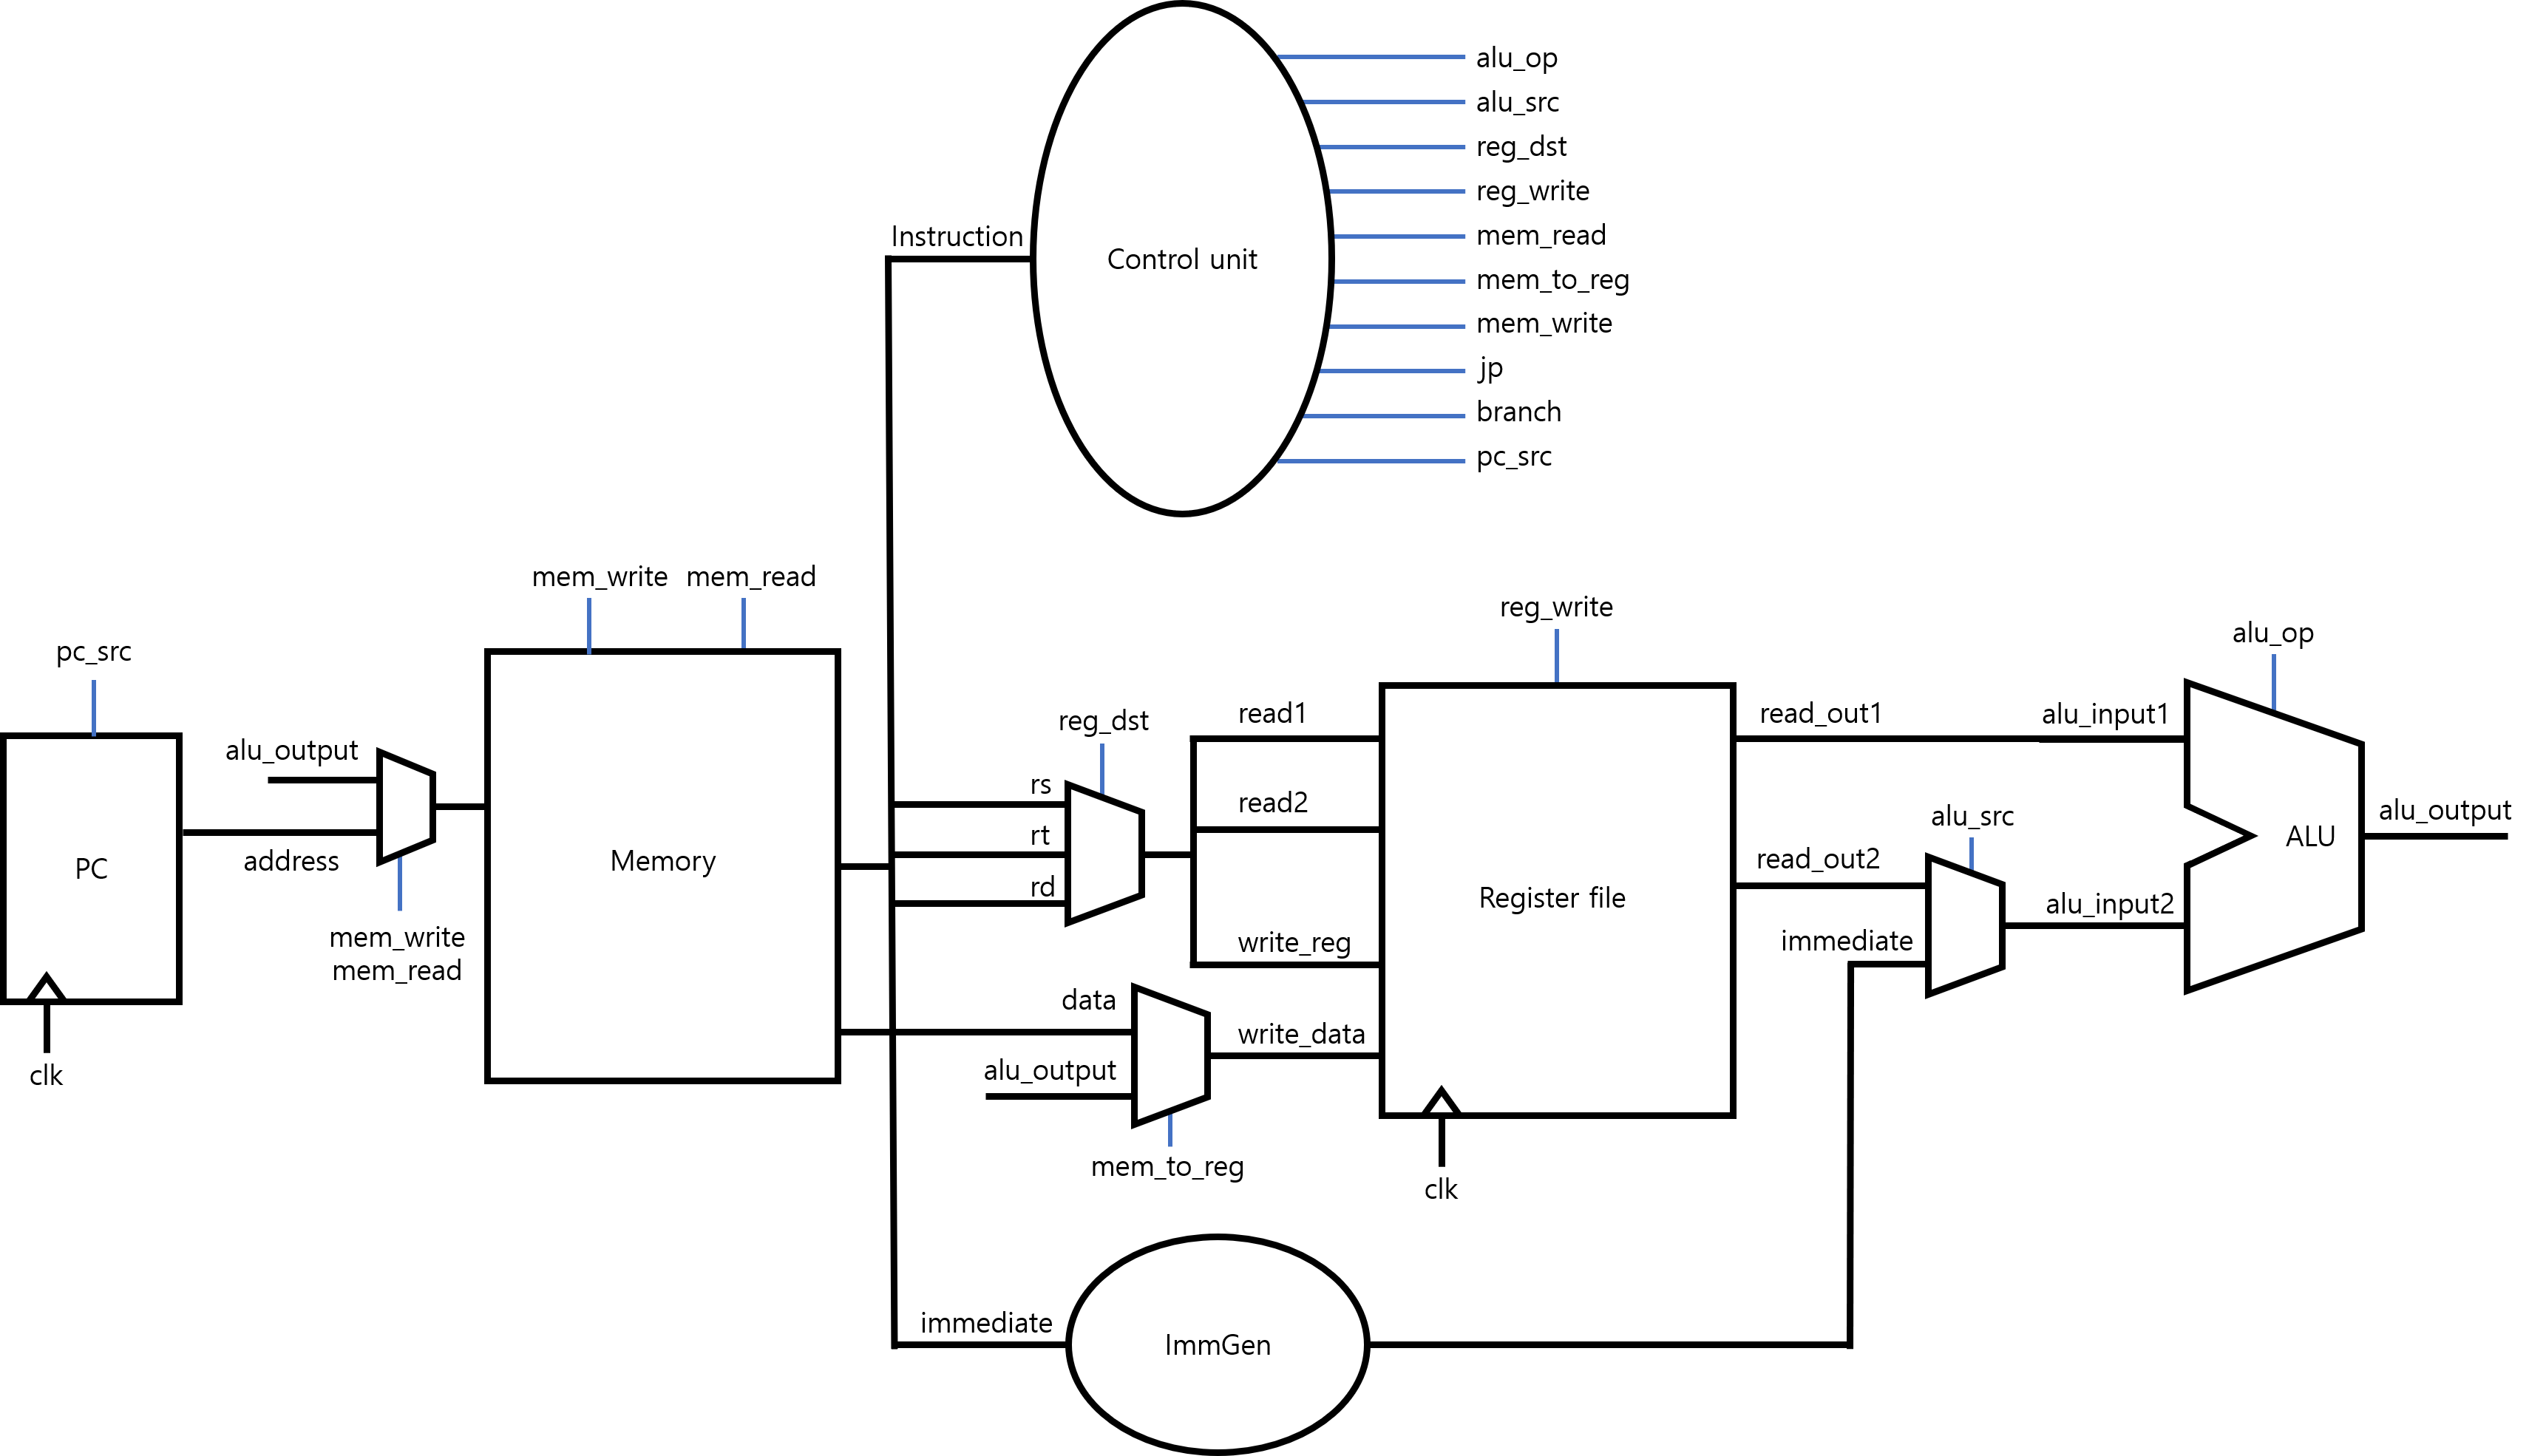 alu_op
alu_src
reg_dst
reg_write
Instruction
mem_read
Control unit
mem_to_reg
mem_write
jp
branch
pc_src
mem_write
mem_read
reg_write
alu_op
pc_src
reg_dst
read1
read_out1
alu_input1
alu_output
rs
read2
alu_src
alu_output
rt
ALU
address
PC
Memory
read_out2
rd
Register file
alu_input2
mem_write
mem_read
write_reg
immediate
data
write_data
clk
alu_output
mem_to_reg
clk
immediate
ImmGen